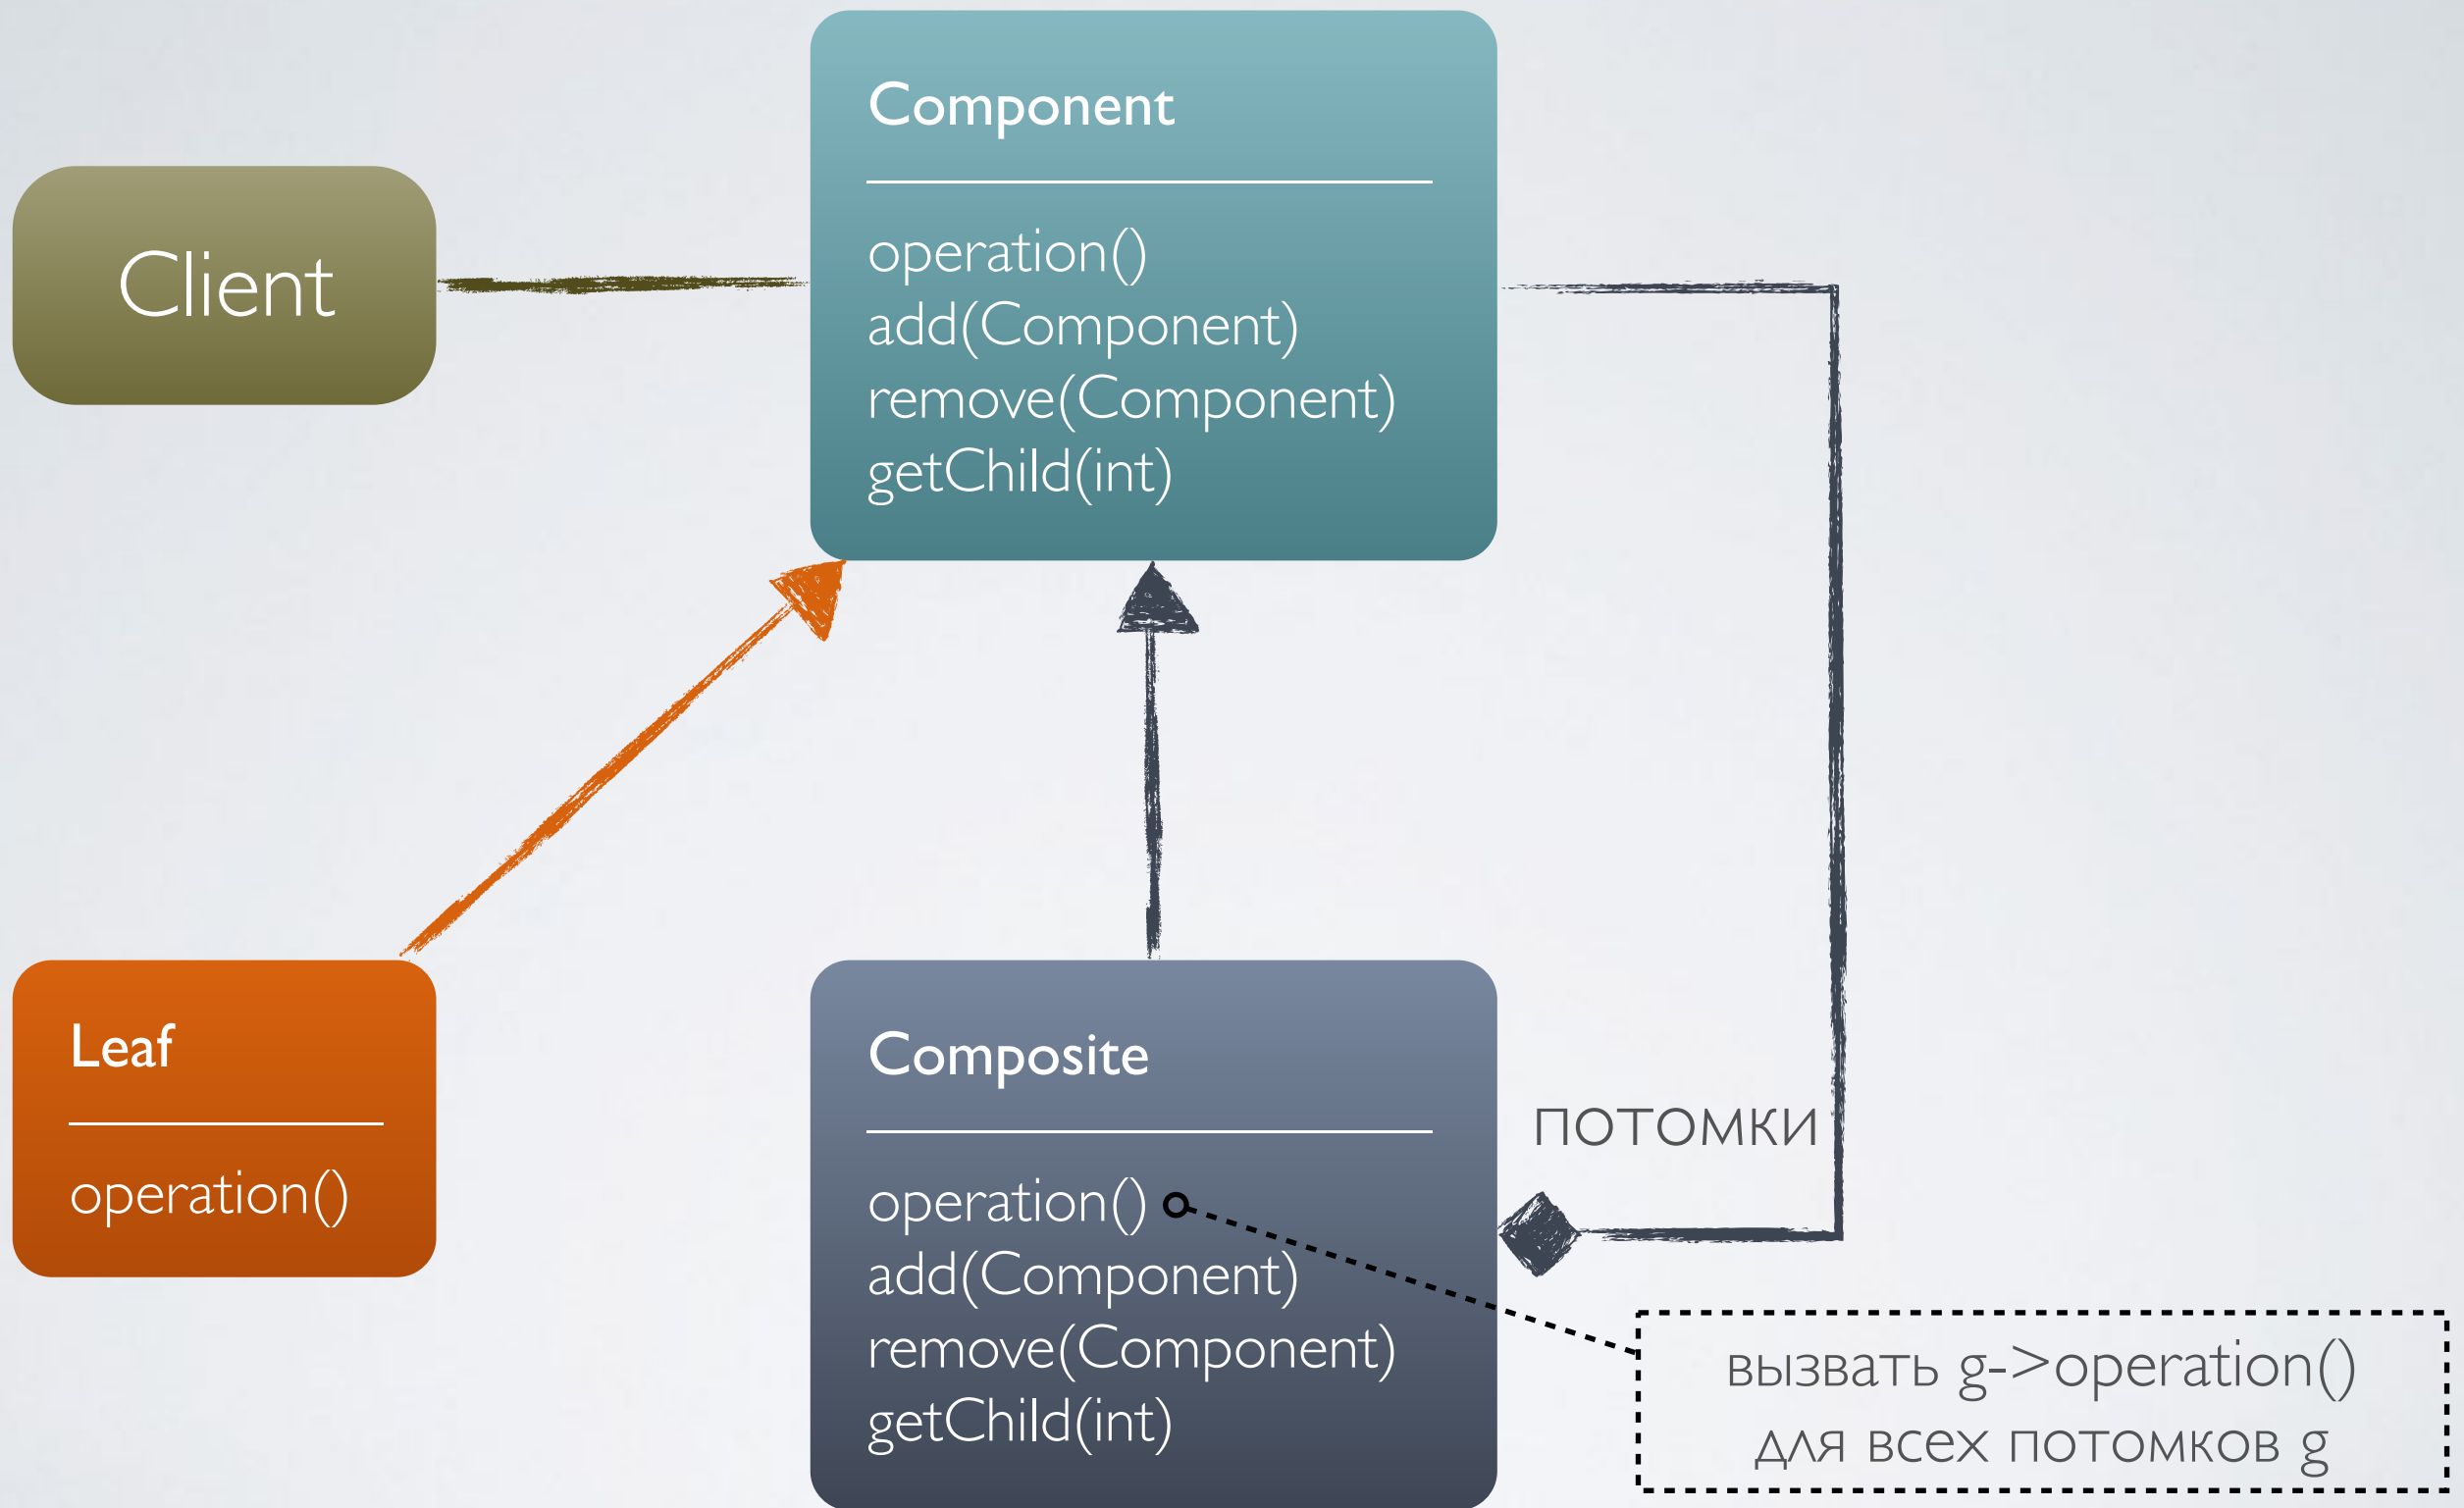 Client
Component
operation()
add(Component)
remove(Component)
getChild(int)
Leaf
operation()
Composite
operation()
add(Component)
remove(Component)
getChild(int)
потомки
вызвать g->operation()
для всех потомков g